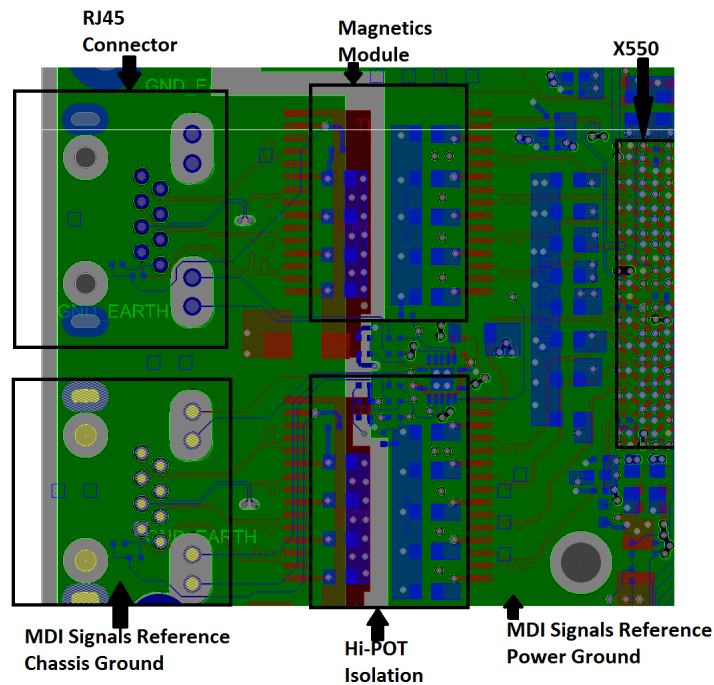 RJ45
Connector
Magnetics
Module
X550
GND_E
GND_EARTH
GND_EARTH
MDI Signals Reference
Chassis Ground
Hi-POT
Isolation
MDI Signals Reference
Power Ground